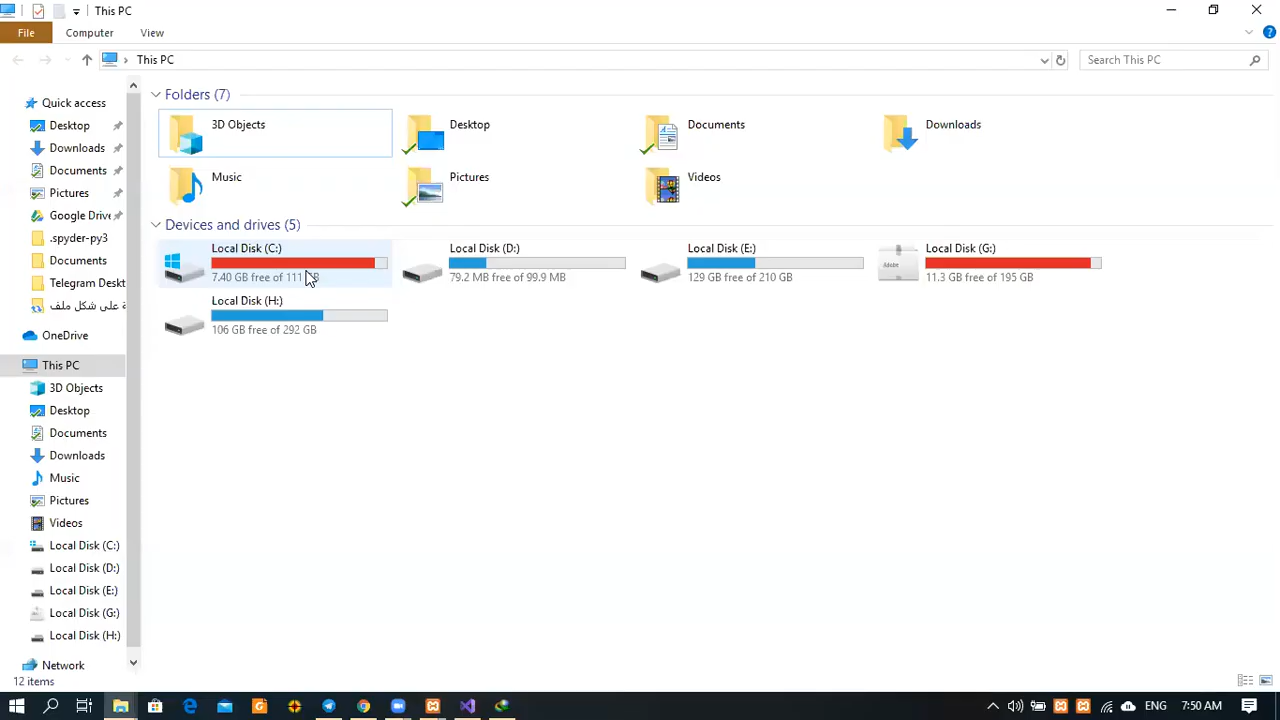 This PC
File
Computer
View
This PC
Search This PC
Quick access
Desktop
Downloads
Documents
Pictures
Google Drive
.spyder-py3
Documents
Telegram Deskt
ة على شكل ملف
OneDrive
This PC
3D Objects
Desktop
Documents
Downloads
Music
Pictures
Videos
Local Disk (C:)
Local Disk (D:)
Local Disk (E:)
Local Disk (G:)
Local Disk (H:)
Network
Folders (7)
3D Objects
Desktop
Documents
Downloads
Music
Pictures
Videos
Devices and drives (5)
Local Disk (C:)
7.40 GB free of 111 GB
Local Disk (D:)
79.2 MB free of 99.9 MB
Local Disk (E:)
129 GB free of 210 GB
Adobe
Local Disk (G:)
11.3 GB free of 195 GB
Local Disk (H:)
106 GB free of 292 GB
12 items
ENG
7:50 AM